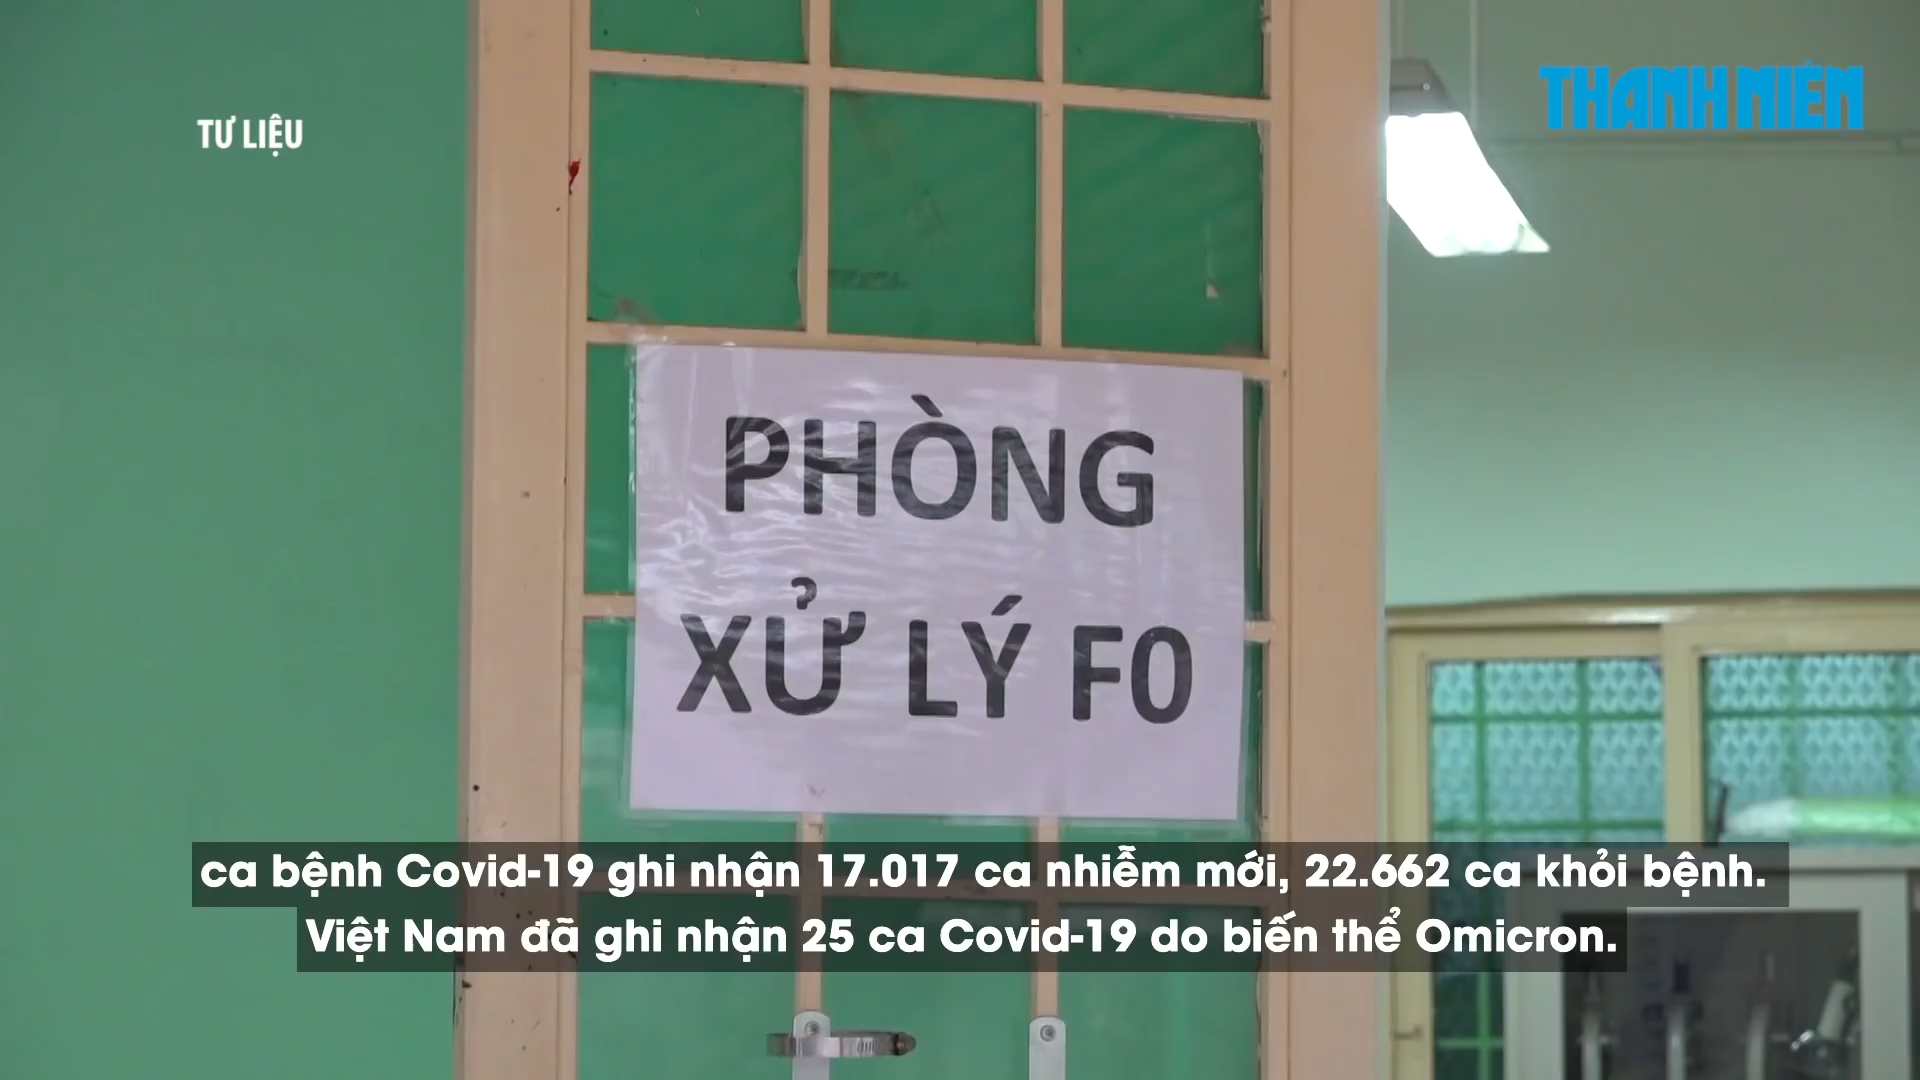 THANH NIÊN
TƯ LIỆU
PHÒNG
XỬ LÝ F0
ca bệnh Covid-19 ghi nhận 17.017 ca nhiễm mới, 22.662 ca khỏi bệnh.
Việt Nam đã ghi nhận 25 ca Covid-19 do biến thể Omicron.